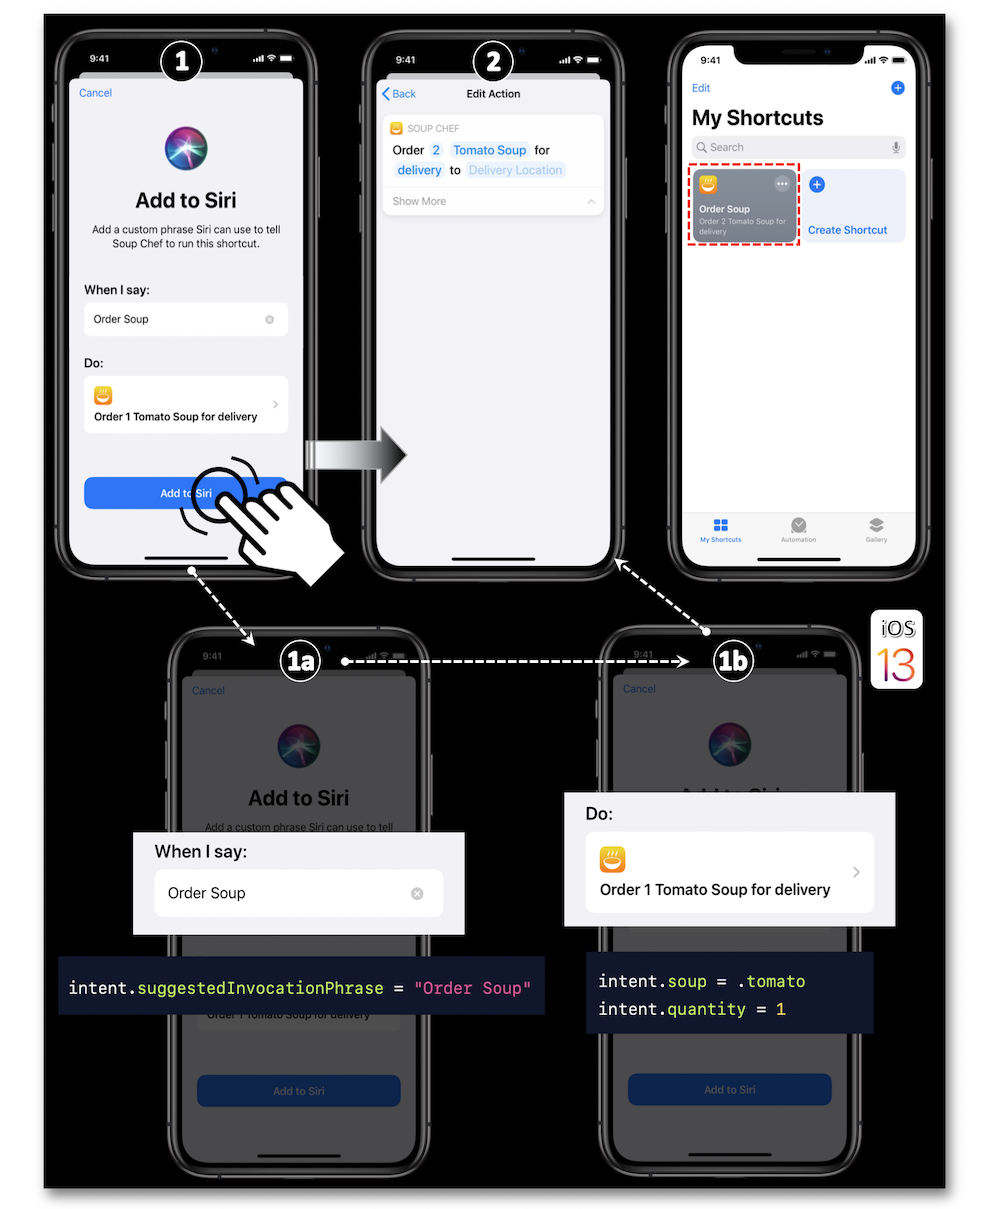 9:41
1
Cancel
Add to Siri
Add a custom phrase Siri can use to tell
Soup Chef to run this shortcut.
When I say:
Order Soup
Do:
Order 1 Tomato Soup for delivery
Add to Siri
9:41
2
Back
Edit Action
SOUP CHEF
Order 2 Tomato Soup for
delivery to Delivery Location
Show More
9:41
Edit
My Shortcuts
Search
Order Soup
Order 2 Tomato Soup for
delivery
Create Shortcut
My Shortcuts
Automation
Gallery
iOS
13
9:41
1a
Cancel
Add to Siri
Add a custom phrase Siri can use to tell
When I say:
Order Soup
intent.suggestedInvocationPhrase = "Order Soup"
Order 1 Tomato Soup for delivery
Add to Siri
9:41
1b
Cancel
Add to Siri
Do:
Order 1 Tomato Soup for delivery
intent.soup = .tomato
intent.quantity = 1
Add to Siri